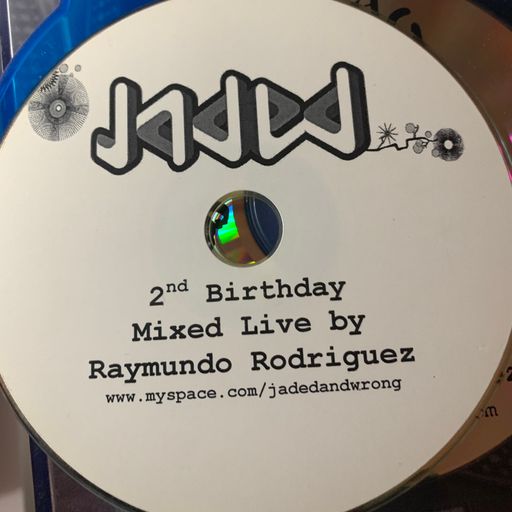 Jaded
2nd Birthday
Mixed Live by
Raymundo Rodriguez
www.myspace.com/jadedandwrong